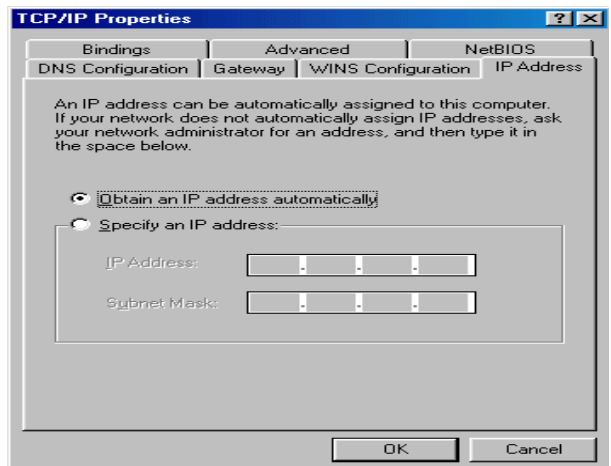 TCP/IP Properties
Bindings Advanced NetBIOS
DNS Configuration Gateway WINS Configuration IP Address
An IP address can be automatically assigned to this computer.
If your network does not automatically assign IP addresses, ask
your network administrator for an address, and then type it in
the space below.
Obtain an IP address automatically
Specify an IP address:
IP Address:
Subnet Mask:
OK Cancel